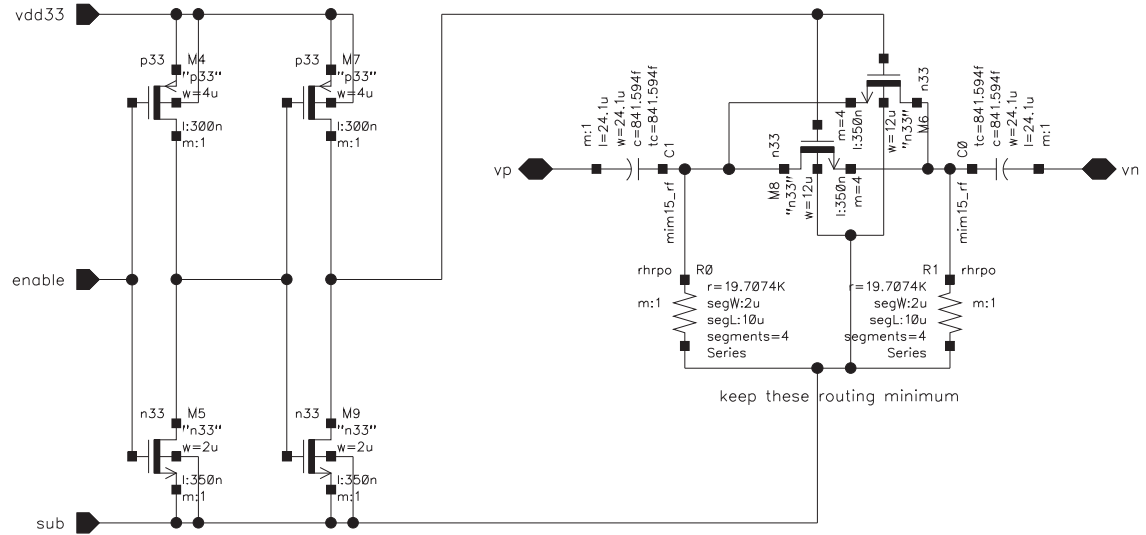 vdd33
p33 M4
"p33"
w=4u
l:300n
m:1
p33 M7
"p33"
w=4u
l:300n
m:1
enable
n33 M5
"n33"
w=2u
l:350n
m:1
n33 M9
"n33"
w=2u
l:350n
m:1
sub
vp
m:1
l=24.1u
w=24.1u
c=841.594f
tc=841.594f
C1
mim15_rf
n33
M8
"n33"
w=12u
l:350n
m=4
m=4
l:350n
w=12u
"n33"
M6
n33
C0
mim15_rf
tc=841.594f
c=841.594f
w=24.1u
l=24.1u
m:1
vn
rhrpo R0
m:1
r=19.7074K
segW:2u
segL:10u
segments=4
Series
R1 rhrpo
m:1
r=19.7074K
segW:2u
segL:10u
segments=4
Series
keep these routing minimum